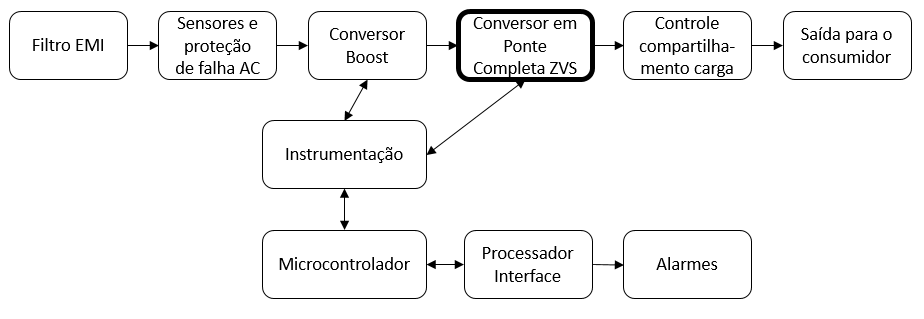 Filtro EMI
Sensores e
proteção
de falha AC
Conversor
Boost
Conversor em
Ponte
Completa ZVS
Controle
compartilha-
mento carga
Saída para o
consumidor
Instrumentação
Microcontrolador
Processador
Interface
Alarmes